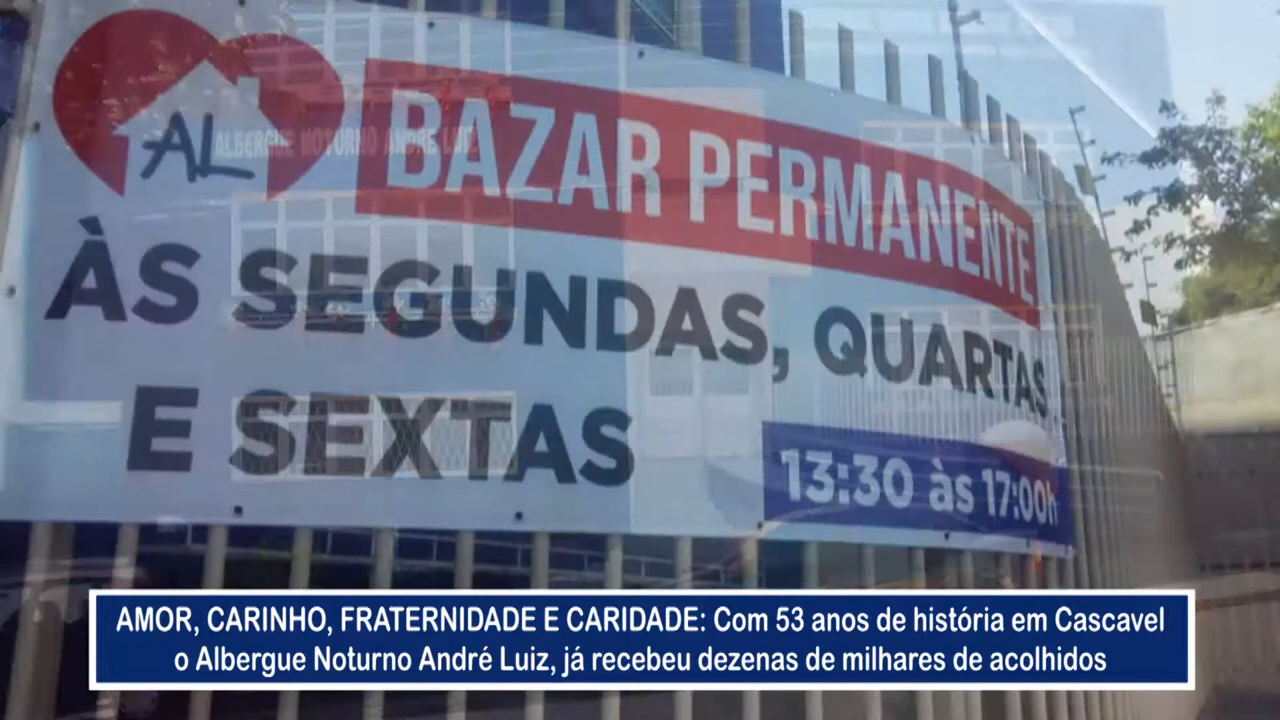 AL
ALBERGUE NOTURNO ANDRÉ LUIZ
BAZAR PERMANENTE
ÀS SEGUNDAS, QUARTAS
E SEXTAS
13:30 às 17:00h
AMOR, CARINHO, FRATERNIDADE E CARIDADE: Com 53 anos de história em Cascavel
o Albergue Noturno André Luiz, já recebeu dezenas de milhares de acolhidos